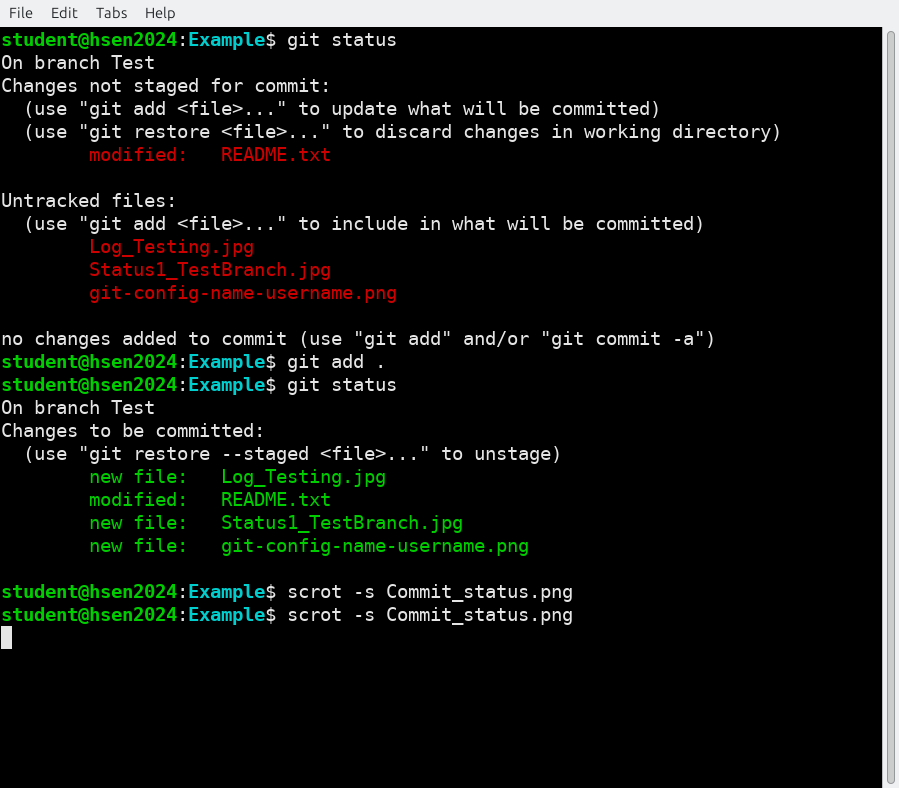 File Edit Tabs Help
student@hsen2024:Example$ git status
On branch Test
Changes not staged for commit:
  (use "git add <file>..." to update what will be committed)
  (use "git restore <file>..." to discard changes in working directory)
        modified:   README.txt

Untracked files:
  (use "git add <file>..." to include in what will be committed)
        Log_Testing.jpg
        Status1_TestBranch.jpg
        git-config-name-username.png

no changes added to commit (use "git add" and/or "git commit -a")
student@hsen2024:Example$ git add .
student@hsen2024:Example$ git status
On branch Test
Changes to be committed:
  (use "git restore --staged <file>..." to unstage)
        new file:   Log_Testing.jpg
        modified:   README.txt
        new file:   Status1_TestBranch.jpg
        new file:   git-config-name-username.png

student@hsen2024:Example$ scrot -s Commit_status.png
student@hsen2024:Example$ scrot -s Commit_status.png